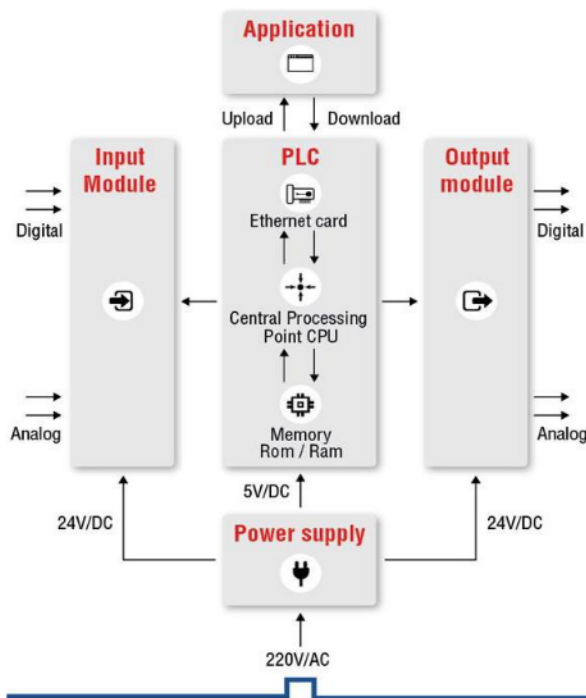 Application
Upload
Download
Input
Module
PLC
Output
module
Ethernet card
Digital
Digital
Central Processing
Point CPU
Analog
Analog
Memory
Rom / Ram
24V/DC
5V/DC
24V/DC
Power supply
220V/AC